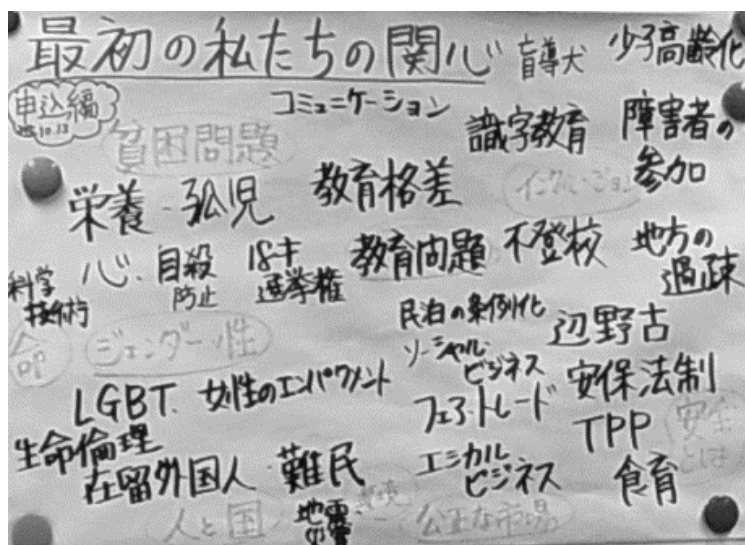 最初の私たちの関心
盲導犬
少子高齢化
申込編
10.13
コミュニケーション
貧困問題
識字教育
障害者の
参加
栄養
孤児
教育格差
インクルージョン
心
自殺
防止
18才
選挙権
教育問題
不登校
地方の
過疎
科学
技術
命
ジェンダー・性
民泊の条例化
辺野古
ソーシャル
ビジネス
安保法制
LGBT
女性のエンパワメント
フェアトレード
TPP
安全
とは
生命倫理
在留外国人
難民
エシカル
ビジネス
食育
人と国
地震
公正な市場